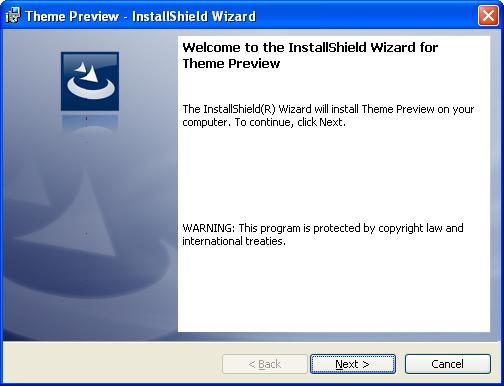 Theme Preview - InstallShield Wizard
Welcome to the InstallShield Wizard for
Theme Preview
The InstallShield(R) Wizard will install Theme Preview on your
computer. To continue, click Next.
WARNING: This program is protected by copyright law and
international treaties.
< Back Next > Cancel